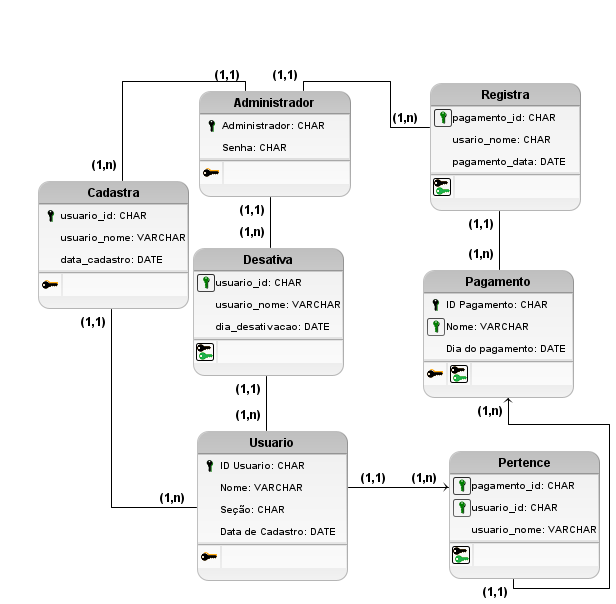 (1,1)
(1,1)
Administrador
Administrador: CHAR
Senha: CHAR
Registra
pagamento_id: CHAR
usario_nome: CHAR
pagamento_data: DATE
(1,n)
(1,n)
Cadastra
usuario_id: CHAR
usuario_nome: VARCHAR
data_cadastro: DATE
(1,1)
(1,n)
(1,1)
(1,n)
Desativa
usuario_id: CHAR
usuario_nome: VARCHAR
dia_desativacao: DATE
Pagamento
ID Pagamento: CHAR
Nome: VARCHAR
Dia do pagamento: DATE
(1,1)
(1,1)
(1,n)
(1,n)
Usuario
ID Usuario: CHAR
Nome: VARCHAR
Seção: CHAR
Data de Cadastro: DATE
(1,n)
(1,1)
(1,n)
Pertence
pagamento_id: CHAR
usuario_id: CHAR
usuario_nome: VARCHAR
(1,1)